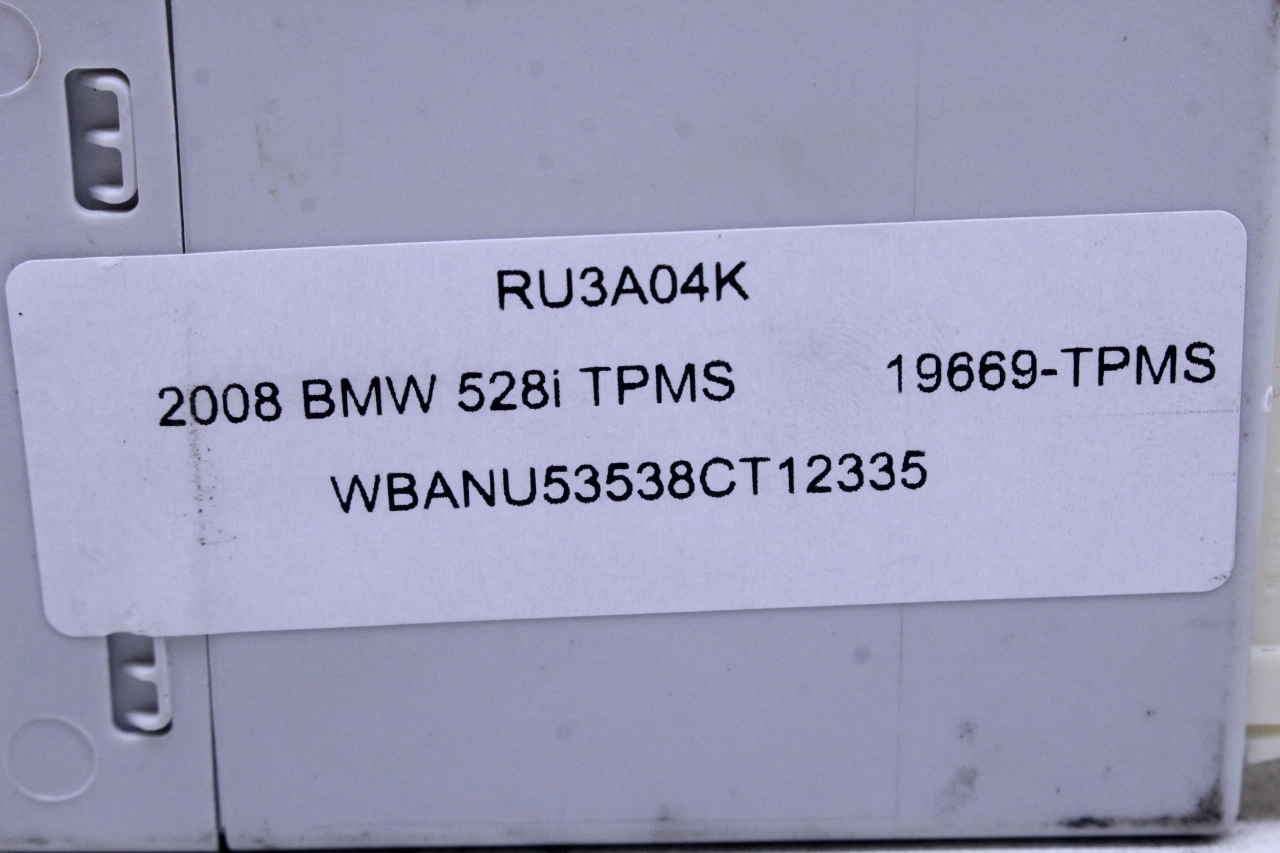 RU3A04K
2008 BMW 528i TPMS 19669-TPMS
WBANU53538CT12335